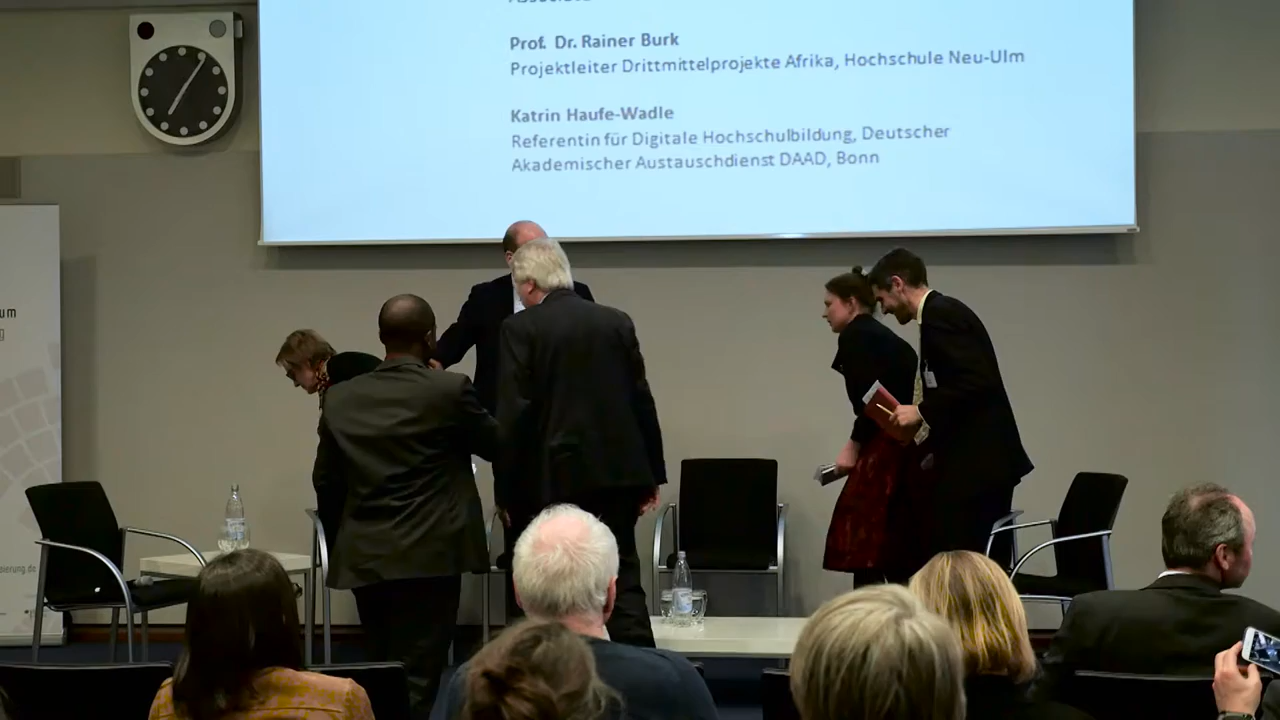 Prof. Dr. Rainer Burk
Projektleiter Drittmittelprojekte Afrika, Hochschule Neu-Ulm
Katrin Haufe-Wadle
Referentin für Digitale Hochschulbildung, Deutscher
Akademischer Austauschdienst DAAD, Bonn
um